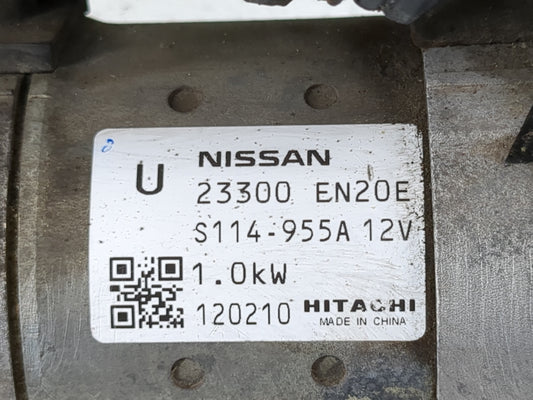 U NISSAN
23300 EN20E
S114-955A 12V
1.0kW
120210 HITACHI
MADE IN CHINA